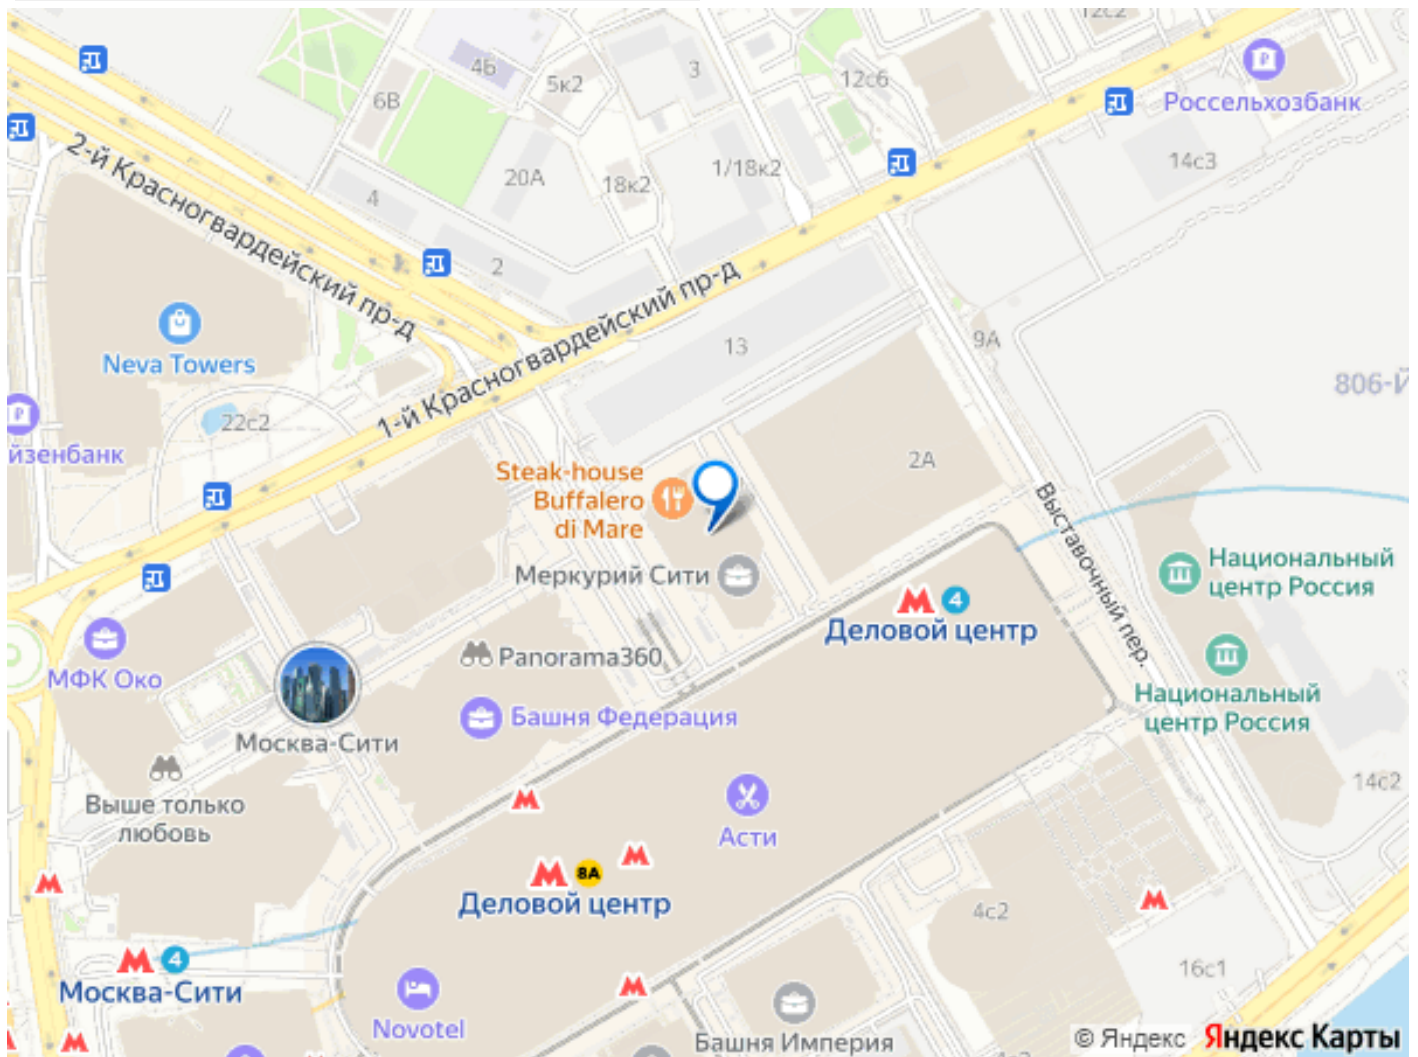 12с2
4Б
5к2
3
12с6
6В
Россельхозбанк
2-й Красногвардейский пр-д
20А
18к2
1/18к2
14с3
4
2
1-й Красногвардейский пр-д
13
9А
Neva Towers
806-Й
22с2
йзенбанк
Steak-house
Buffalero
di Mare
2А
Выставочный пер.
Меркурий Сити
Национальный
центр Россия
4
Деловой центр
МФК Око
Panorama360
Национальный
центр Россия
Башня Федерация
Москва-Сити
Выше только
любовь
14с2
Асти
8А
Деловой центр
4с2
4
Москва-Сити
16с1
Novotel
Башня Империя
© Яндекс Яндекс Карты